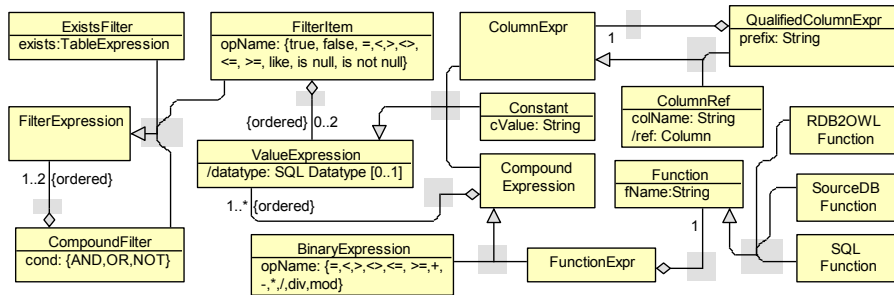 ExistsFilter
exists:TableExpression
FilterItem
opName: {true, false, =,<,>,<>,
<=, >=, like, is null, is not null}
ColumnExpr
1
QualifiedColumnExpr
prefix: String
FilterExpression
{ordered} 0..2
Constant
cValue: String
ColumnRef
colName: String
/ref: Column
RDB2OWL
Function
ValueExpression
/datatype: SQL Datatype [0..1]
1..2 {ordered}
Compound
Expression
Function
fName:String
SourceDB
Function
1..* {ordered}
1
CompoundFilter
cond: {AND,OR,NOT}
BinaryExpression
opName: {=,<,>,<>,<=, >=,+,
-,*,/,div,mod}
FunctionExpr
SQL
Function